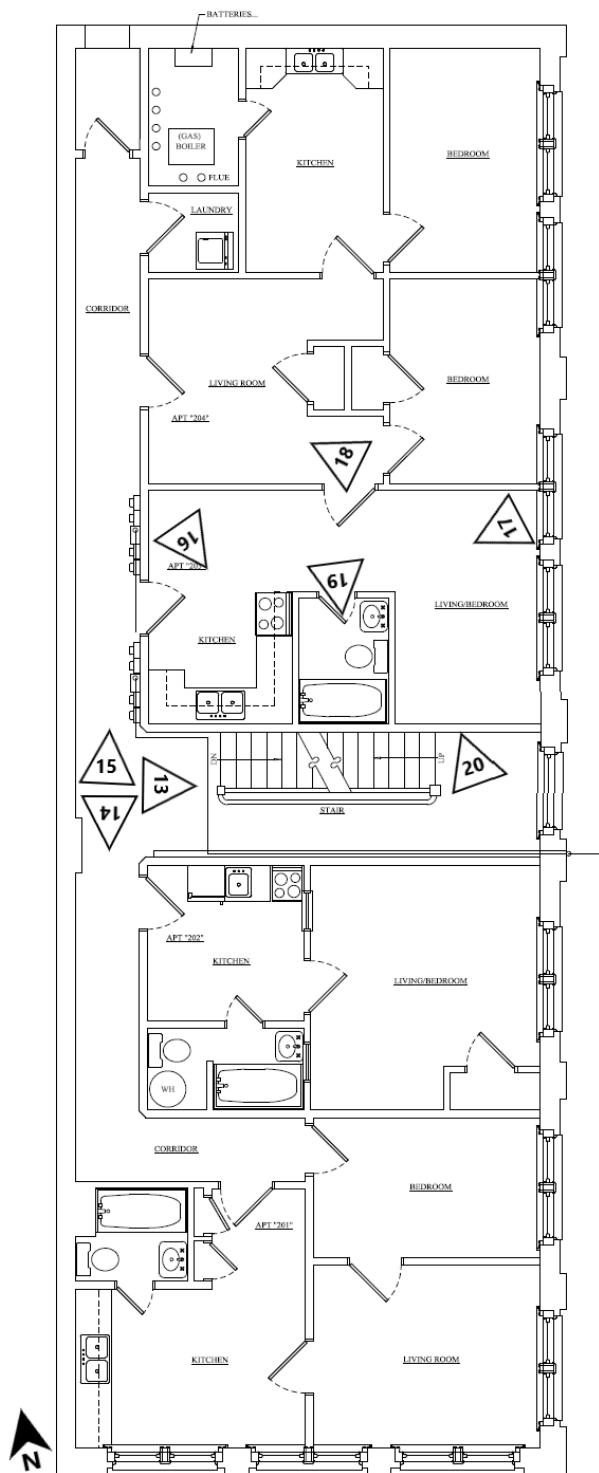 BATTERIES...
(GAS)
BOILER
FLUE
KITCHEN
BEDROOM
LAUNDRY
CORRIDOR
LIVING ROOM
BEDROOM
APT "204"
18
16
17
19
LIVING/BEDROOM
KITCHEN
DN
UP
15
13
20
14
STAIR
APT "202"
KITCHEN
LIVING/BEDROOM
WH
CORRIDOR
BEDROOM
APT "201"
KITCHEN
LIVING ROOM
N